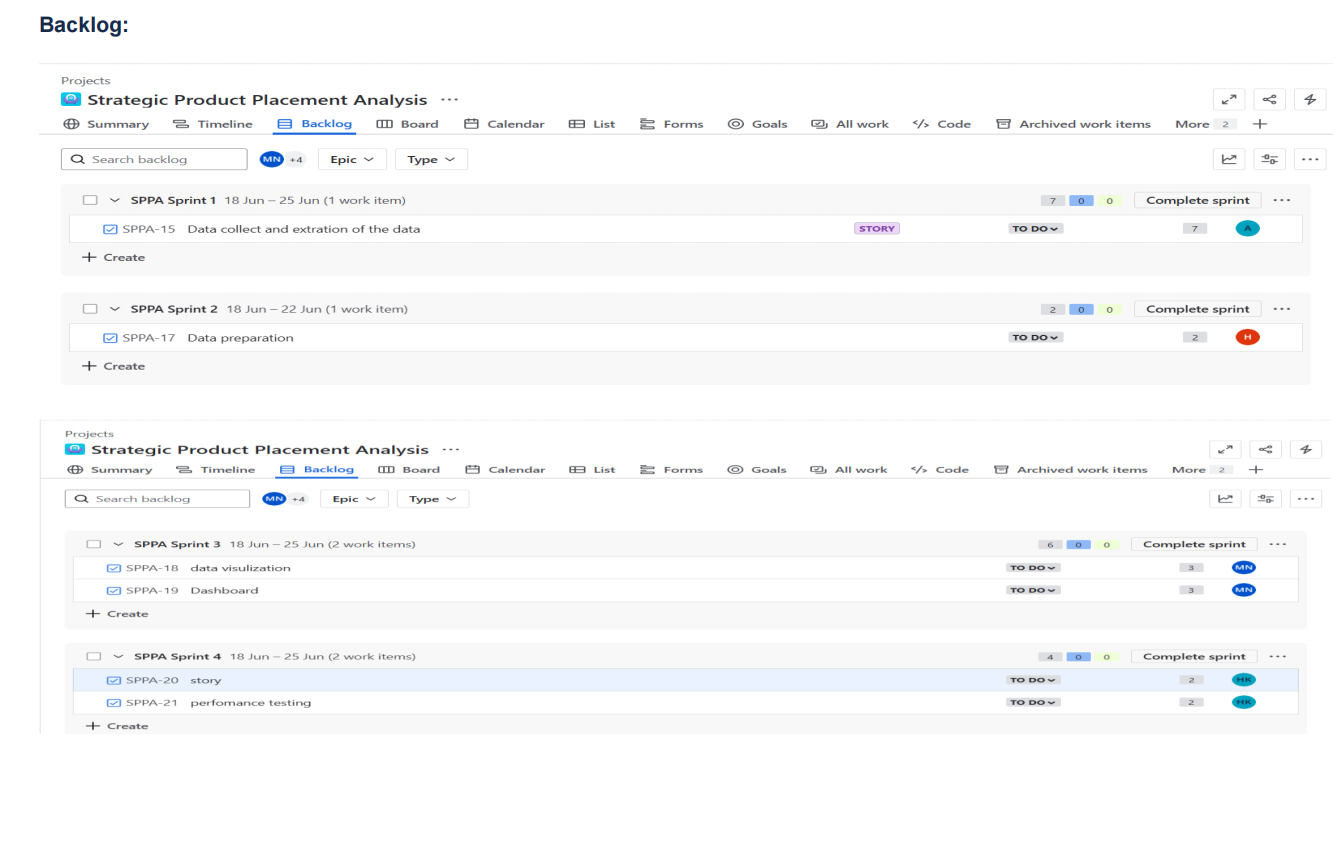 Backlog:
Projects
Strategic Product Placement Analysis ···
Summary Timeline Backlog Board Calendar List Forms Goals All work Code Archived work items More 2
Search backlog MN +4 Epic Type
SPPA Sprint 1 18 Jun – 25 Jun (1 work item) 7 0 0 Complete sprint ···
SPPA-15 Data collect and extration of the data STORY TO DO 7 A
+ Create
SPPA Sprint 2 18 Jun – 22 Jun (1 work item) 2 0 0 Complete sprint ···
SPPA-17 Data preparation TO DO 2 H
+ Create
Projects
Strategic Product Placement Analysis ···
Summary Timeline Backlog Board Calendar List Forms Goals All work Code Archived work items More 2
Search backlog MN +4 Epic Type
SPPA Sprint 3 18 Jun – 25 Jun (2 work items) 6 0 0 Complete sprint ···
SPPA-18 data visulization TO DO 3 MN
SPPA-19 Dashboard TO DO 3 MN
+ Create
SPPA Sprint 4 18 Jun – 25 Jun (2 work items) 4 0 0 Complete sprint ···
SPPA-20 story TO DO 2 HK
SPPA-21 perfomance testing TO DO 2 HK
+ Create